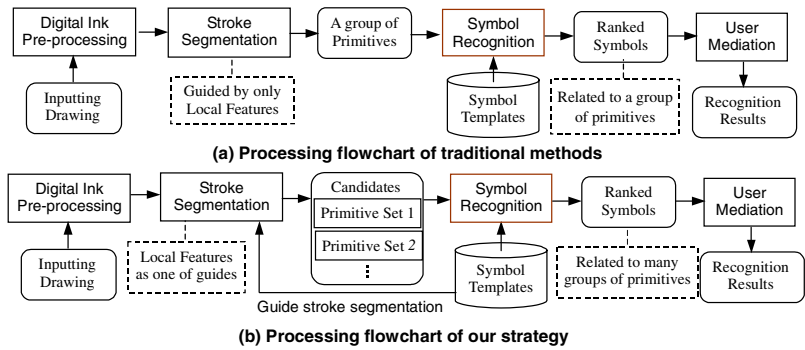 Digital Ink
Pre-processing
Stroke
Segmentation
A group of
Primitives
Symbol
Recognition
Ranked
Symbols
User
Mediation
Inputting
Drawing
Guided by only
Local Features
Symbol
Templates
Related to a group
of primitives
Recognition
Results
(a) Processing flowchart of traditional methods
Digital Ink
Pre-processing
Stroke
Segmentation
Candidates
Primitive Set 1
Primitive Set 2
Symbol
Recognition
Ranked
Symbols
User
Mediation
Inputting
Drawing
Local Features
as one of guides
Symbol
Templates
Related to many
groups of primitives
Recognition
Results
Guide stroke segmentation
(b) Processing flowchart of our strategy